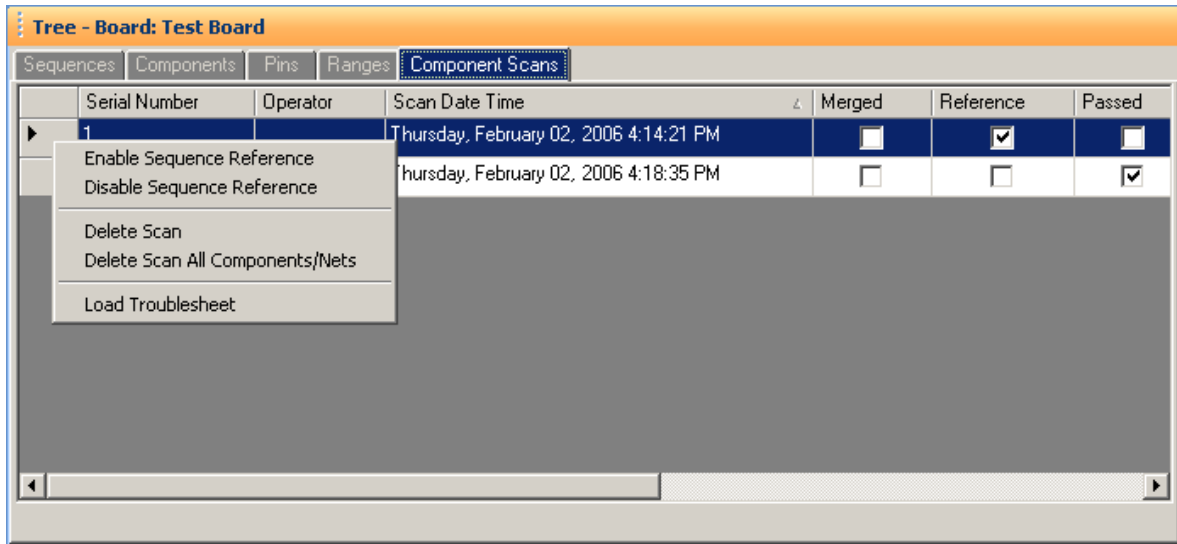 Tree - Board: Test Board
Sequences Components Pins Ranges Component Scans
Serial Number Operator Scan Date Time Merged Reference Passed
1 Thursday, February 02, 2006 4:14:21 PM
Thursday, February 02, 2006 4:18:35 PM
Enable Sequence Reference
Disable Sequence Reference
Delete Scan
Delete Scan All Components/Nets
Load Troublesheet